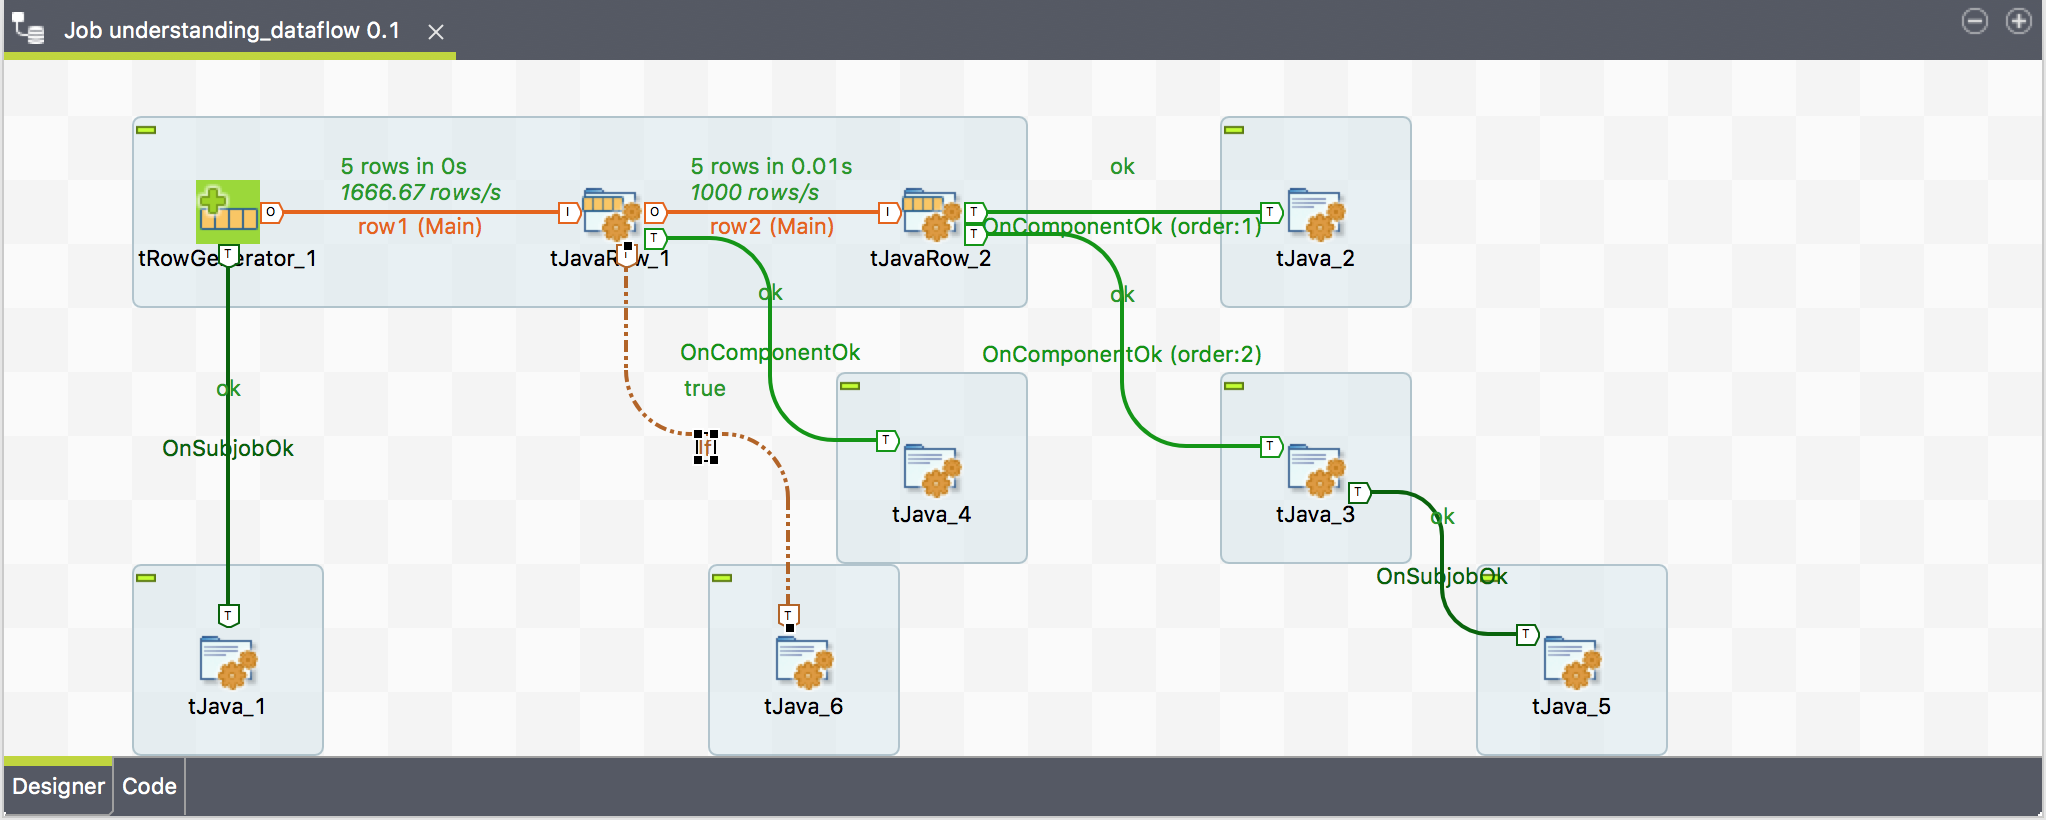 Job understanding_dataflow 0.1
5 rows in 0s
1666.67 rows/s
row1 (Main)
5 rows in 0.01s
1000 rows/s
row2 (Main)
ok
OnComponentOk (order:1)
O
I
O
I
T
T
T
T
T
I
tRowGenerator_1
tJavaRow_1
tJavaRow_2
tJava_2
ok
ok
OnComponentOk
OnComponentOk (order:2)
ok
true
OnSubjobOk
If
T
T
T
tJava_4
tJava_3
ok
OnSubjobOk
T
T
T
tJava_1
tJava_6
tJava_5
Designer
Code